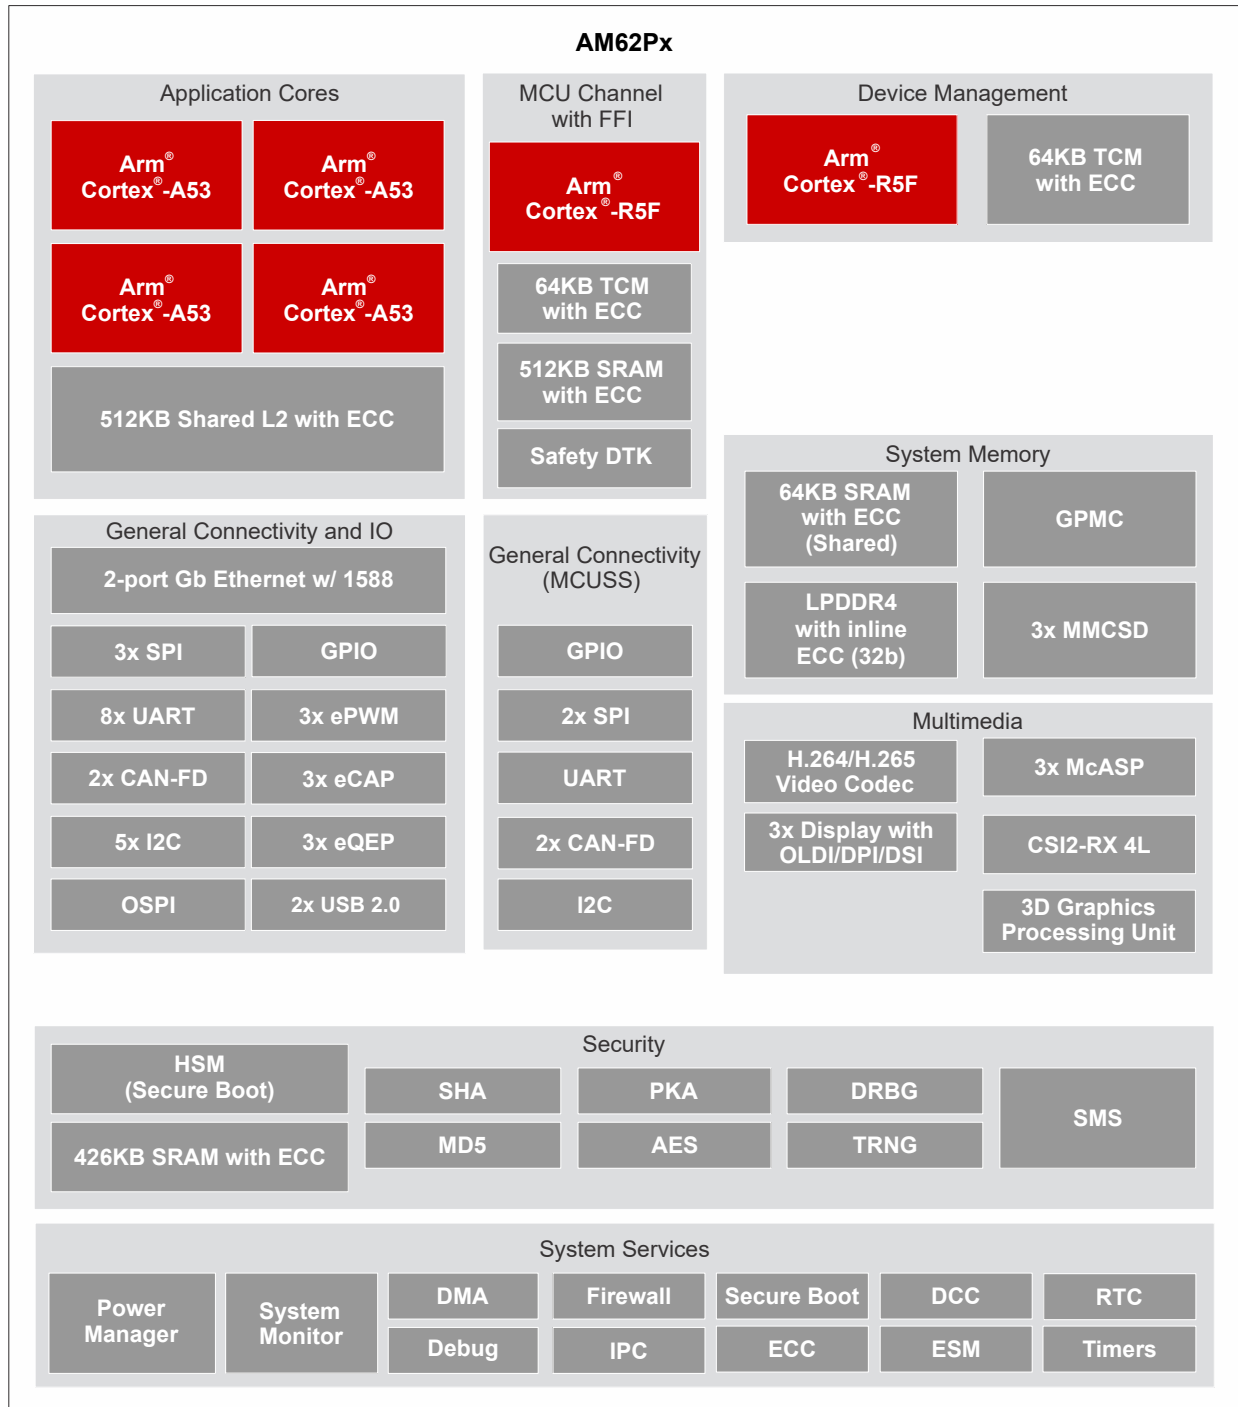 AM62Px
Application Cores
Arm®
Cortex®-A53
Arm®
Cortex®-A53
Arm®
Cortex®-A53
Arm®
Cortex®-A53
512KB Shared L2 with ECC
MCU Channel
with FFI
Arm®
Cortex®-R5F
64KB TCM
with ECC
512KB SRAM
with ECC
Safety DTK
Device Management
Arm®
Cortex®-R5F
64KB TCM
with ECC
System Memory
64KB SRAM
with ECC
(Shared)
GPMC
LPDDR4
with inline
ECC (32b)
3x MMCSD
General Connectivity and IO
2-port Gb Ethernet w/ 1588
3x SPI
GPIO
8x UART
3x ePWM
2x CAN-FD
3x eCAP
5x I2C
3x eQEP
OSPI
2x USB 2.0
General Connectivity
(MCUSS)
GPIO
2x SPI
UART
2x CAN-FD
I2C
Multimedia
H.264/H.265
Video Codec
3x McASP
3x Display with
OLDI/DPI/DSI
CSI2-RX 4L
3D Graphics
Processing Unit
Security
HSM
(Secure Boot)
426KB SRAM with ECC
SHA
PKA
DRBG
MD5
AES
TRNG
SMS
System Services
Power
Manager
System
Monitor
DMA
Firewall
Secure Boot
DCC
RTC
Debug
IPC
ECC
ESM
Timers